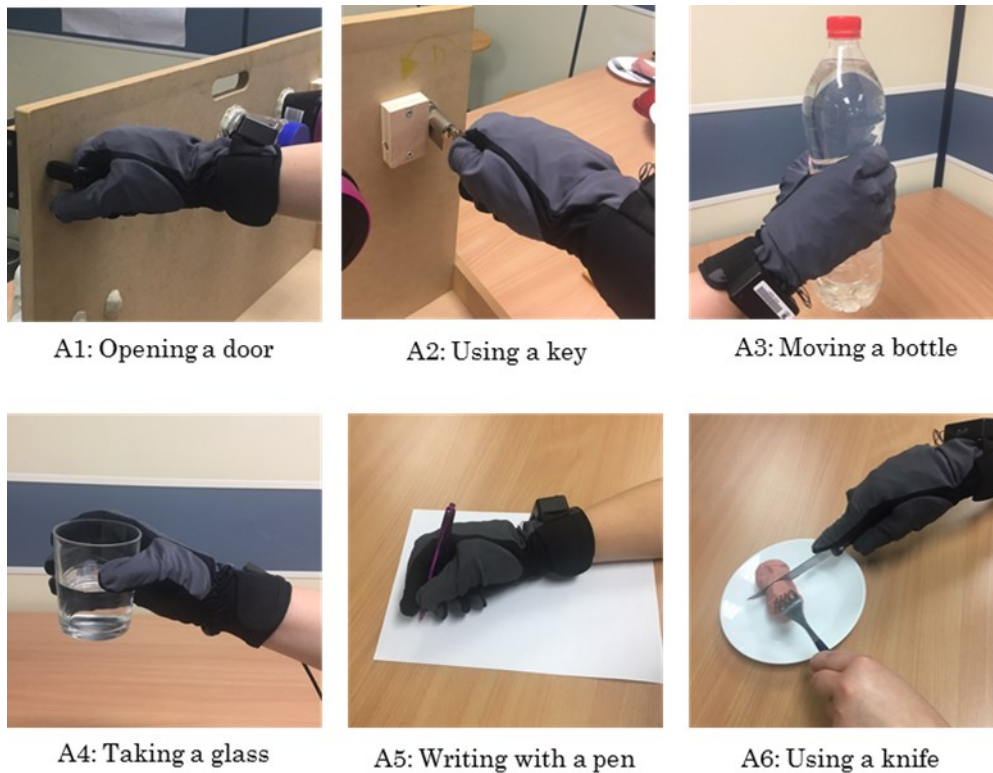 A1: Opening a door
A2: Using a key
A3: Moving a bottle
A4: Taking a glass
A5: Writing with a pen
A6: Using a knife